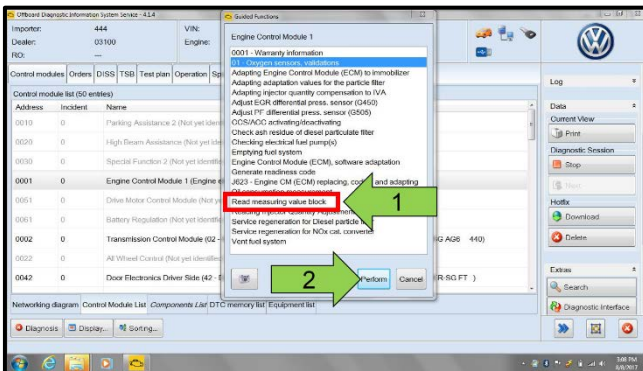 Offboard Diagnostic Information System Service - 4.1.4
Importer: 444 VIN:
Dealer: 03100 Engine:
RO: ---
Control modules Orders DISS TSB Test plan Operation
Control module list (50 entries)
Address Incident Name
0010 0 Parking Assistance 2 (Not yet
0020 0 High Beam Assistance (Not yet
0030 0 Special Function 2 (Not yet
0001 0 Engine Control Module 1 (Engine
0051 0 Drive Motor Control Module (Not
0061 0 Battery Regulation (Not yet
0002 0 Transmission Control Module (02 - AG6 440)
0022 0 All Wheel Control (Not yet identified
0042 0 Door Electronics Driver Side (42 - R-SG FT )
Networking diagram Control Module List Components List DTC memory list Equipment list
Diagnosis Display... Sorting...
Guided Functions
Engine Control Module 1
0001 - Warranty information
01 - Oxygen sensors, validations
Adapting Engine Control Module (ECM) to immobilizer
Adapting adaptation values for the particle filter
Adapting injector quantity compensation to IVA
Adjust EGR differential press. sensor (G450)
Adjust PF differential press. sensor (G505)
CCS/ACC activating/deactivating
Check ash residue of diesel particulate filter
Checking electrical fuel pump(s)
Emptying fuel system
Engine Control Module (ECM), software adaptation
Generate readiness code
J623 - Engine CM (ECM) replacing, and adapting
Read measuring value block
Service regeneration for Diesel particle
Service regeneration for NOx cat. converter
Vent fuel system
1
2
Perform Cancel
Log
Data
Current View
Print
Diagnostic Session
Stop
Hotfix
Download
Delete
Extras
Search
Diagnostic Interface
3:08 PM
8/8/2017